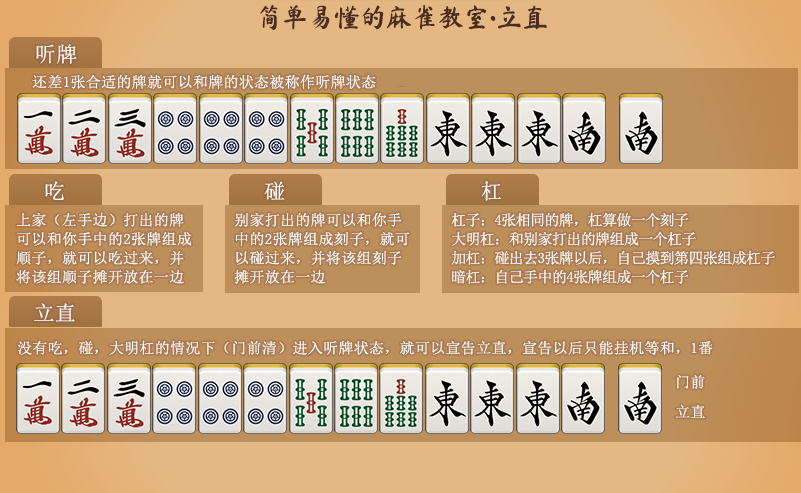 简单易懂的麻雀教室·立直
听牌
还差1张合适的牌就可以和牌的状态被称作听牌状态
一萬 二萬 三萬 東 東 東 南 南
吃
上家（左手边）打出的牌
可以和你手中的2张牌组成
顺子，就可以吃过来，并
将该组顺子摊开放在一边
碰
别家打出的牌可以和你手
中的2张牌组成刻子，就可
以碰过来，并将该组刻子
摊开放在一边
杠
杠子：4张相同的牌，杠算做一个刻子
大明杠：和别家打出的牌组成一个杠子
加杠：碰出去3张牌以后，自己摸到第四张组成杠子
暗杠：自己手中的4张牌组成一个杠子
立直
没有吃，碰，大明杠的情况下（门前清）进入听牌状态，就可以宣告立直，宣告以后只能挂机等和，1番
一萬 二萬 三萬 東 東 東 南 南
门前
立直